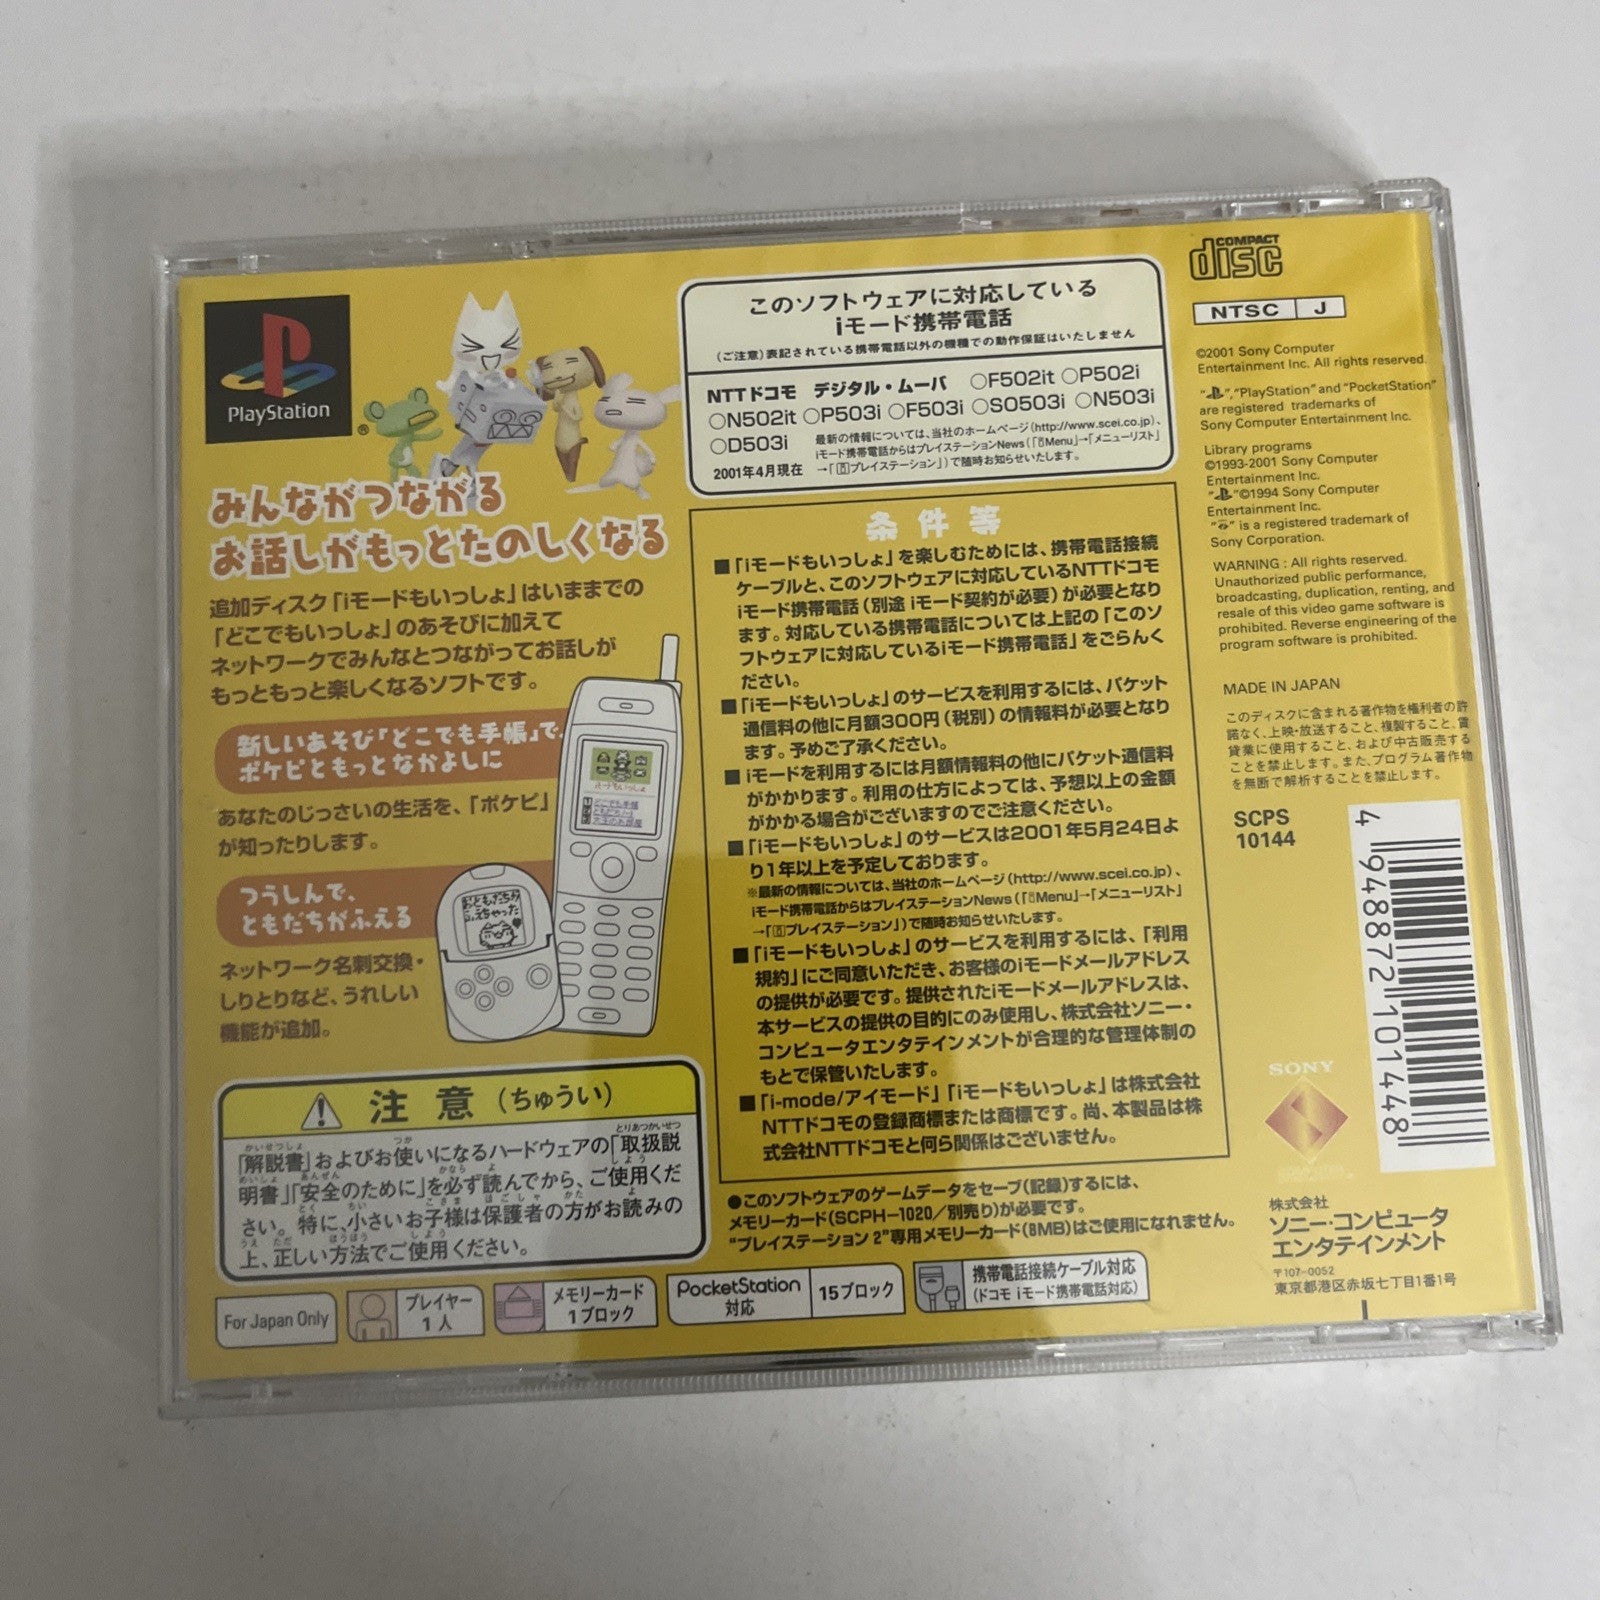 PlayStation
®
みんながつながる
お話しがもっとたのしくなる
追加ディスク「iモードもいっしょ」はいままでの
「どこでもいっしょ」のあそびに加えて
ネットワークでみんなとつながってお話しが
もっともっと楽しくなるソフトです。
新しいあそび「どこでも手帳」で、
ポケピともっとなかよしに
あなたのじっさいの生活を、「ポケピ」
が知ったりします。
つうしんで、
ともだちがふえる
ネットワーク名刺交換・
しりとりなど、うれしい
機能が追加。
iモードもいっしょ
どこでも手帳
おともだちが
ふえちゃった
注意(ちゅうい)
「解説書」およびお使いになるハードウェアの「取扱説
明書」「安全のために」を必ず読んでから、ご使用くだ
さい。特に、小さいお子様は保護者の方がお読みの
上、正しい方法でご使用ください。
For Japan Only
プレイヤー
1人
メモリーカード
1ブロック
PocketStation
対応
15ブロック
携帯電話接続ケーブル対応
(ドコモ iモード携帯電話対応)
このソフトウェアに対応している
iモード携帯電話
(ご注意)表記されている携帯電話以外の機種での動作保証はいたしません
NTTドコモ デジタル・ムーバ ○F502it ○P502i
○N502it ○P503i ○F503i ○SO503i ○N503i
○D503i
2001年4月現在
最新の情報については、当社のホームページ(http://www.scei.co.jp)、
iモード携帯電話からはプレイステーションNews(「iMenu」→「メニューリスト」
→「プレイステーション」)で随時お知らせいたします。
条件等
■「iモードもいっしょ」を楽しむためには、携帯電話接続
ケーブルと、このソフトウェアに対応しているNTTドコモ
iモード携帯電話(別途 iモード契約が必要)が必要となり
ます。対応している携帯電話については上記の「このソ
フトウェアに対応しているiモード携帯電話」をごらんく
ださい。
■「iモードもいっしょ」のサービスを利用するには、パケット
通信料の他に月額300円(税別)の情報料が必要となり
ます。予めご了承ください。
■iモードを利用するには月額情報料の他にパケット通信料
がかかります。利用の仕方によっては、予想以上の金額
がかかる場合がございますのでご注意ください。
■「iモードもいっしょ」のサービスは2001年5月24日よ
り1年以上を予定しております。
※最新の情報については、当社のホームページ(http://www.scei.co.jp)、
iモード携帯電話からはプレイステーションNews(「iMenu」→「メニューリスト」
→「プレイステーション」)で随時お知らせいたします。
■「iモードもいっしょ」のサービスを利用するには、「利用
規約」にご同意いただき、お客様のiモードメールアドレス
の提供が必要です。提供されたiモードメールアドレスは、
本サービスの提供の目的にのみ使用し、株式会社ソニー・
コンピュータエンタテインメントが合理的な管理体制の
もとで保管いたします。
■「i-mode/アイモード」「iモードもいっしょ」は株式会社
NTTドコモの登録商標または商標です。尚、本製品は株
式会社NTTドコモと何ら関係はございません。
●このソフトウェアのゲームデータをセーブ(記録)するには、
メモリーカード(SCPH-1020/別売り)が必要です。
"プレイステーション 2"専用メモリーカード(8MB)はご使用になれません。
COMPACT
disc
NTSC J
©2001 Sony Computer
Entertainment Inc. All rights reserved.
" ", "PlayStation" and "PocketStation"
are registered trademarks of
Sony Computer Entertainment Inc.
Library programs
©1993-2001 Sony Computer
Entertainment Inc.
" "©1994 Sony Computer
Entertainment Inc.
" " is a registered trademark of
Sony Corporation.
WARNING : All rights reserved.
Unauthorized public performance,
broadcasting, duplication, renting, and
resale of this video game software is
prohibited. Reverse engineering of the
program software is prohibited.
MADE IN JAPAN
このディスクに含まれる著作物を権利者の許
諾なく、上映・放送すること、複製すること、賃
貸業に使用すること、および中古販売する
ことを禁止します。また、プログラム著作物
を無断で解析することを禁止します。
SCPS
10144
4 948872 101448
SONY
株式会社
ソニー・コンピュータ
エンタテインメント
〒107-0052
東京都港区赤坂七丁目1番1号